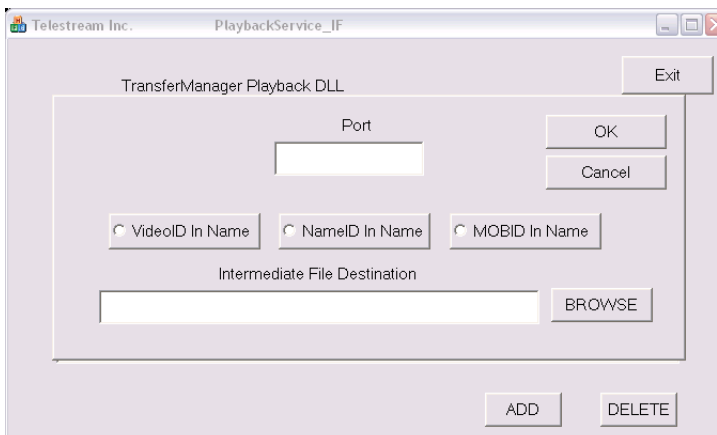 Telestream Inc. PlaybackService_IF
Exit
TransferManager Playback DLL
Port
OK
Cancel
VideoID In Name
NameID In Name
MOBID In Name
Intermediate File Destination
BROWSE
ADD
DELETE